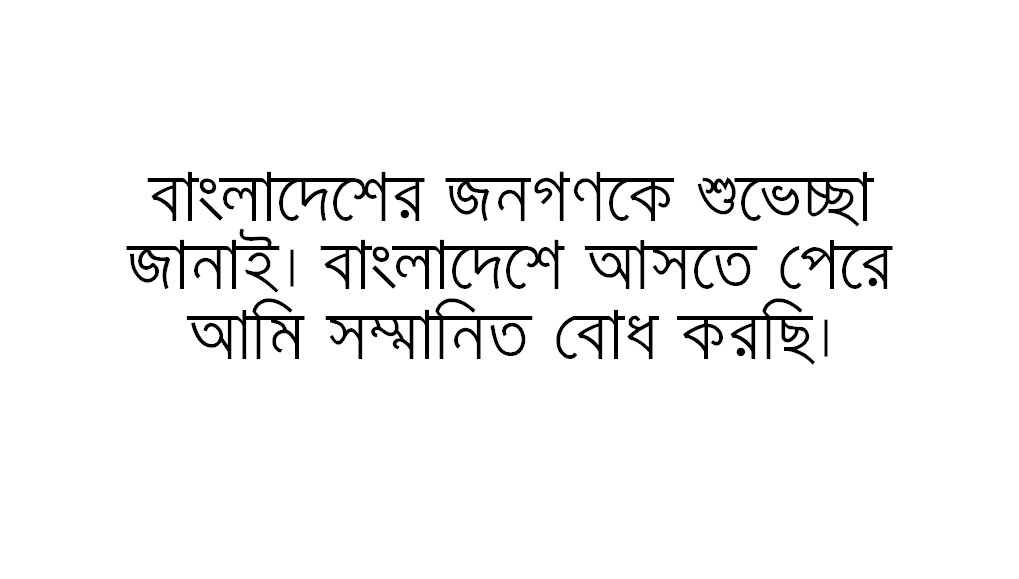 বাংলাদেশের জনগণকে শুভেচ্ছা
জানাই। বাংলাদেশে আসতে পেরে
আমি সম্মানিত বোধ করছি।